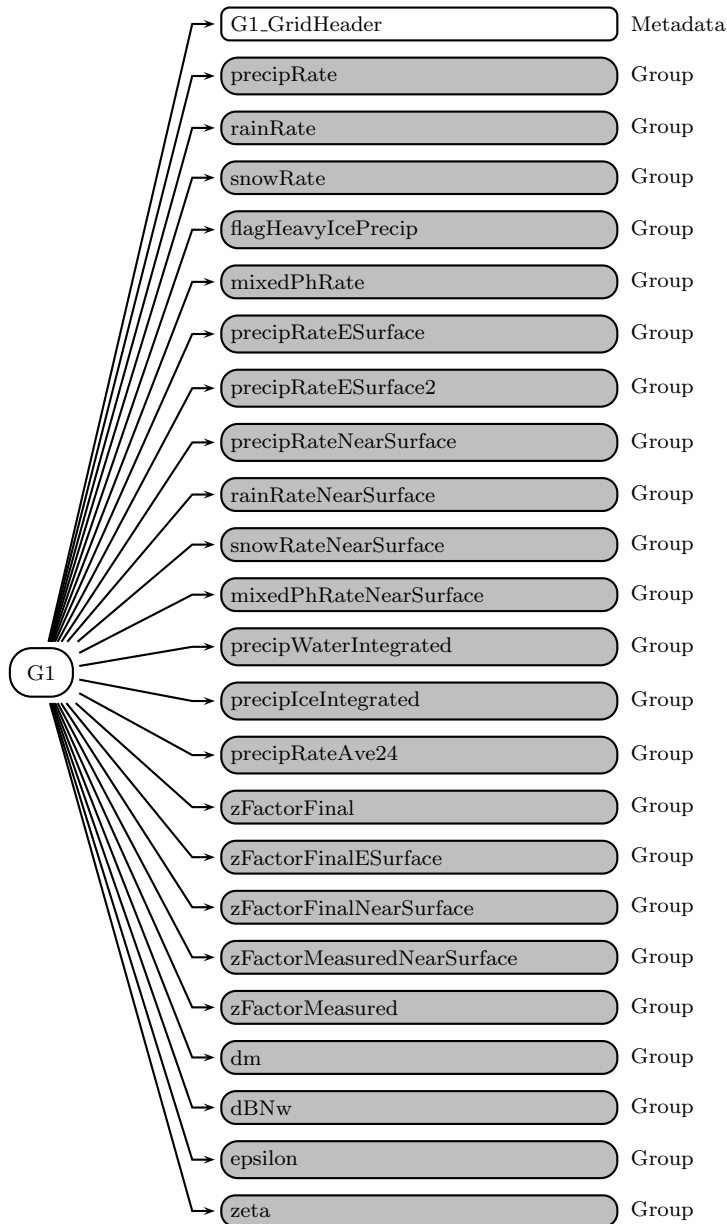 G1_GridHeader Metadata
precipRate Group
rainRate Group
snowRate Group
flagHeavyIcePrecip Group
mixedPhRate Group
precipRateESurface Group
precipRateESurface2 Group
precipRateNearSurface Group
rainRateNearSurface Group
snowRateNearSurface Group
mixedPhRateNearSurface Group
precipWaterIntegrated Group
G1
precipIceIntegrated Group
precipRateAve24 Group
zFactorFinal Group
zFactorFinalESurface Group
zFactorFinalNearSurface Group
zFactorMeasuredNearSurface Group
zFactorMeasured Group
dm Group
dBNw Group
epsilon Group
zeta Group